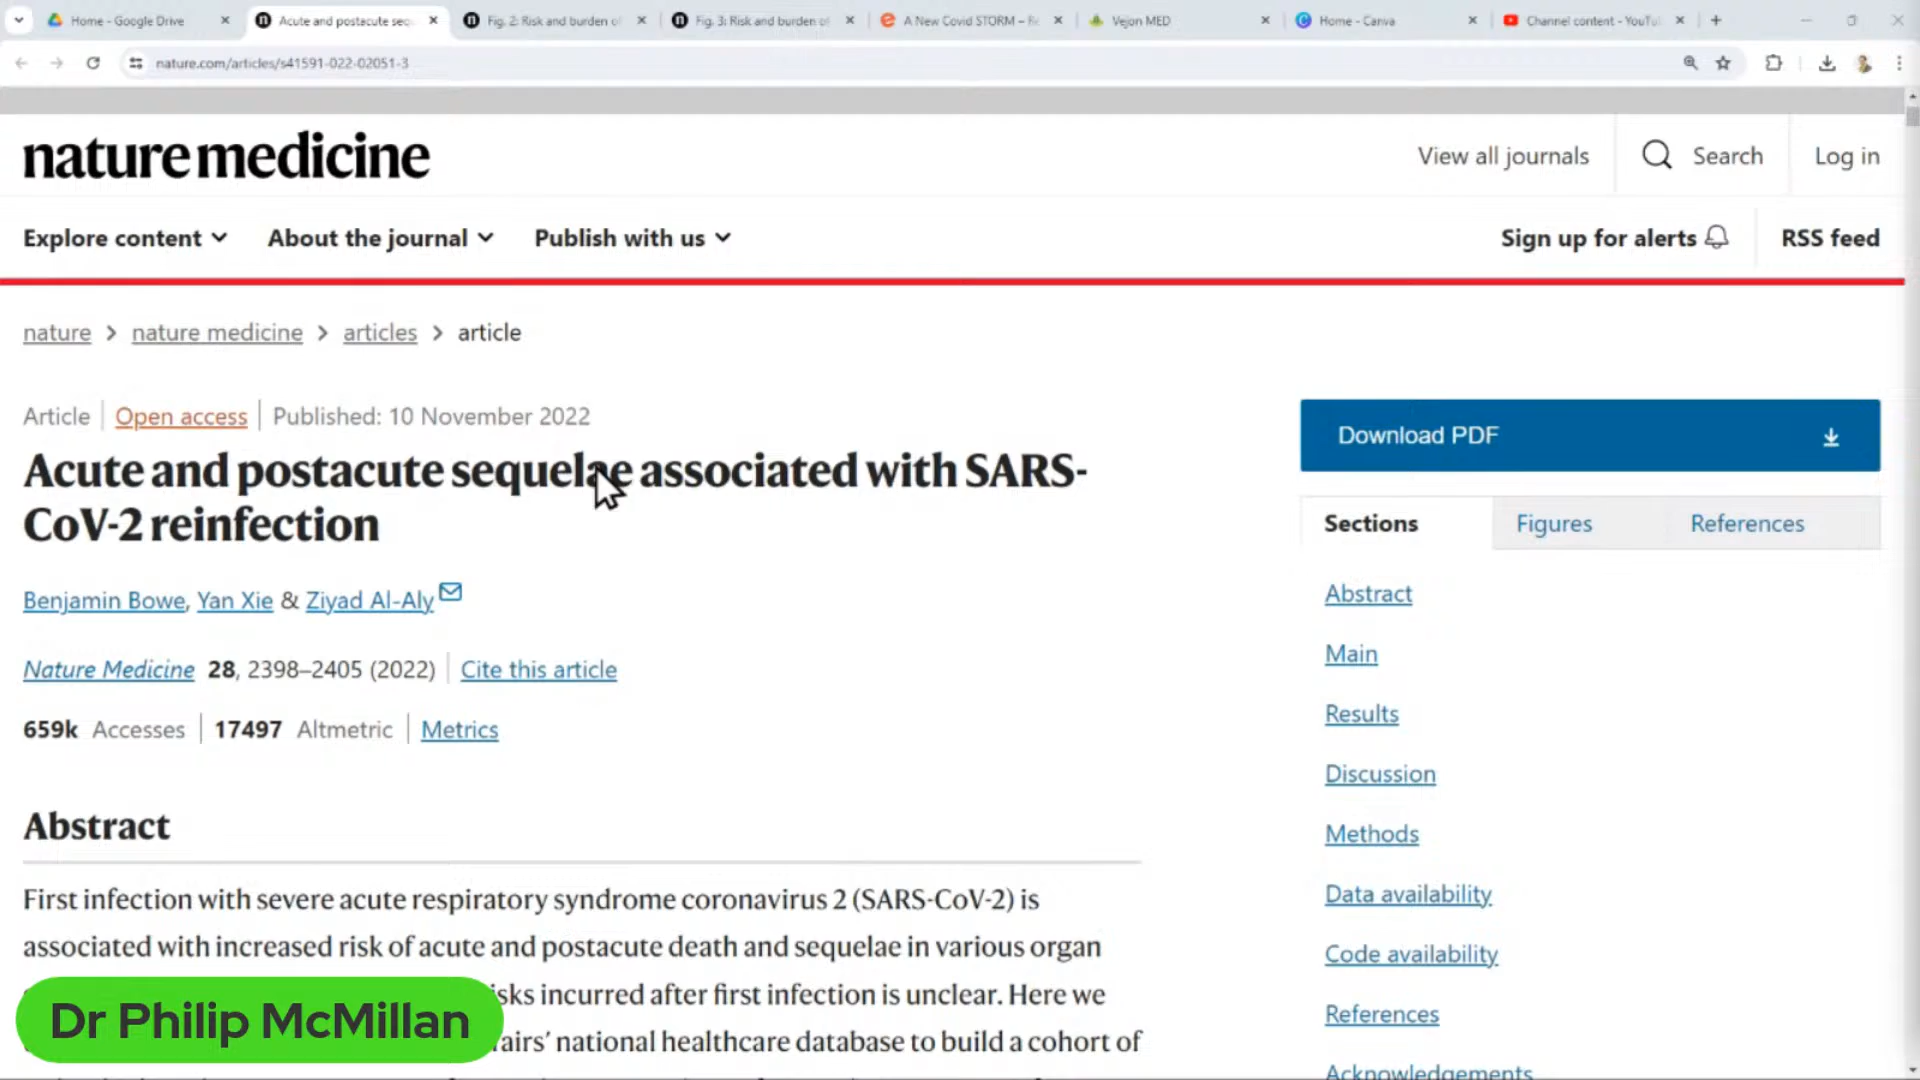 Home - Google Drive
Acute and postacute seq
Fig. 2: Risk and burden of
Fig. 3: Risk and burden of
A New Covid STORM – Re
Vejon MED
Home - Canva
Channel content - YouTu
nature.com/articles/s41591-022-02051-3
nature medicine
View all journals
Search
Log in
Explore content
About the journal
Publish with us
Sign up for alerts
RSS feed
nature > nature medicine > articles > article
Article | Open access | Published: 10 November 2022
Acute and postacute sequelae associated with SARS-
CoV-2 reinfection
Benjamin Bowe, Yan Xie & Ziyad Al-Aly
Nature Medicine 28, 2398–2405 (2022) | Cite this article
659k Accesses | 17497 Altmetric | Metrics
Abstract
First infection with severe acute respiratory syndrome coronavirus 2 (SARS-CoV-2) is
associated with increased risk of acute and postacute death and sequelae in various organ
sks incurred after first infection is unclear. Here we
airs’ national healthcare database to build a cohort of
Dr Philip McMillan
Download PDF
Sections
Figures
References
Abstract
Main
Results
Discussion
Methods
Data availability
Code availability
References
Acknowledgements